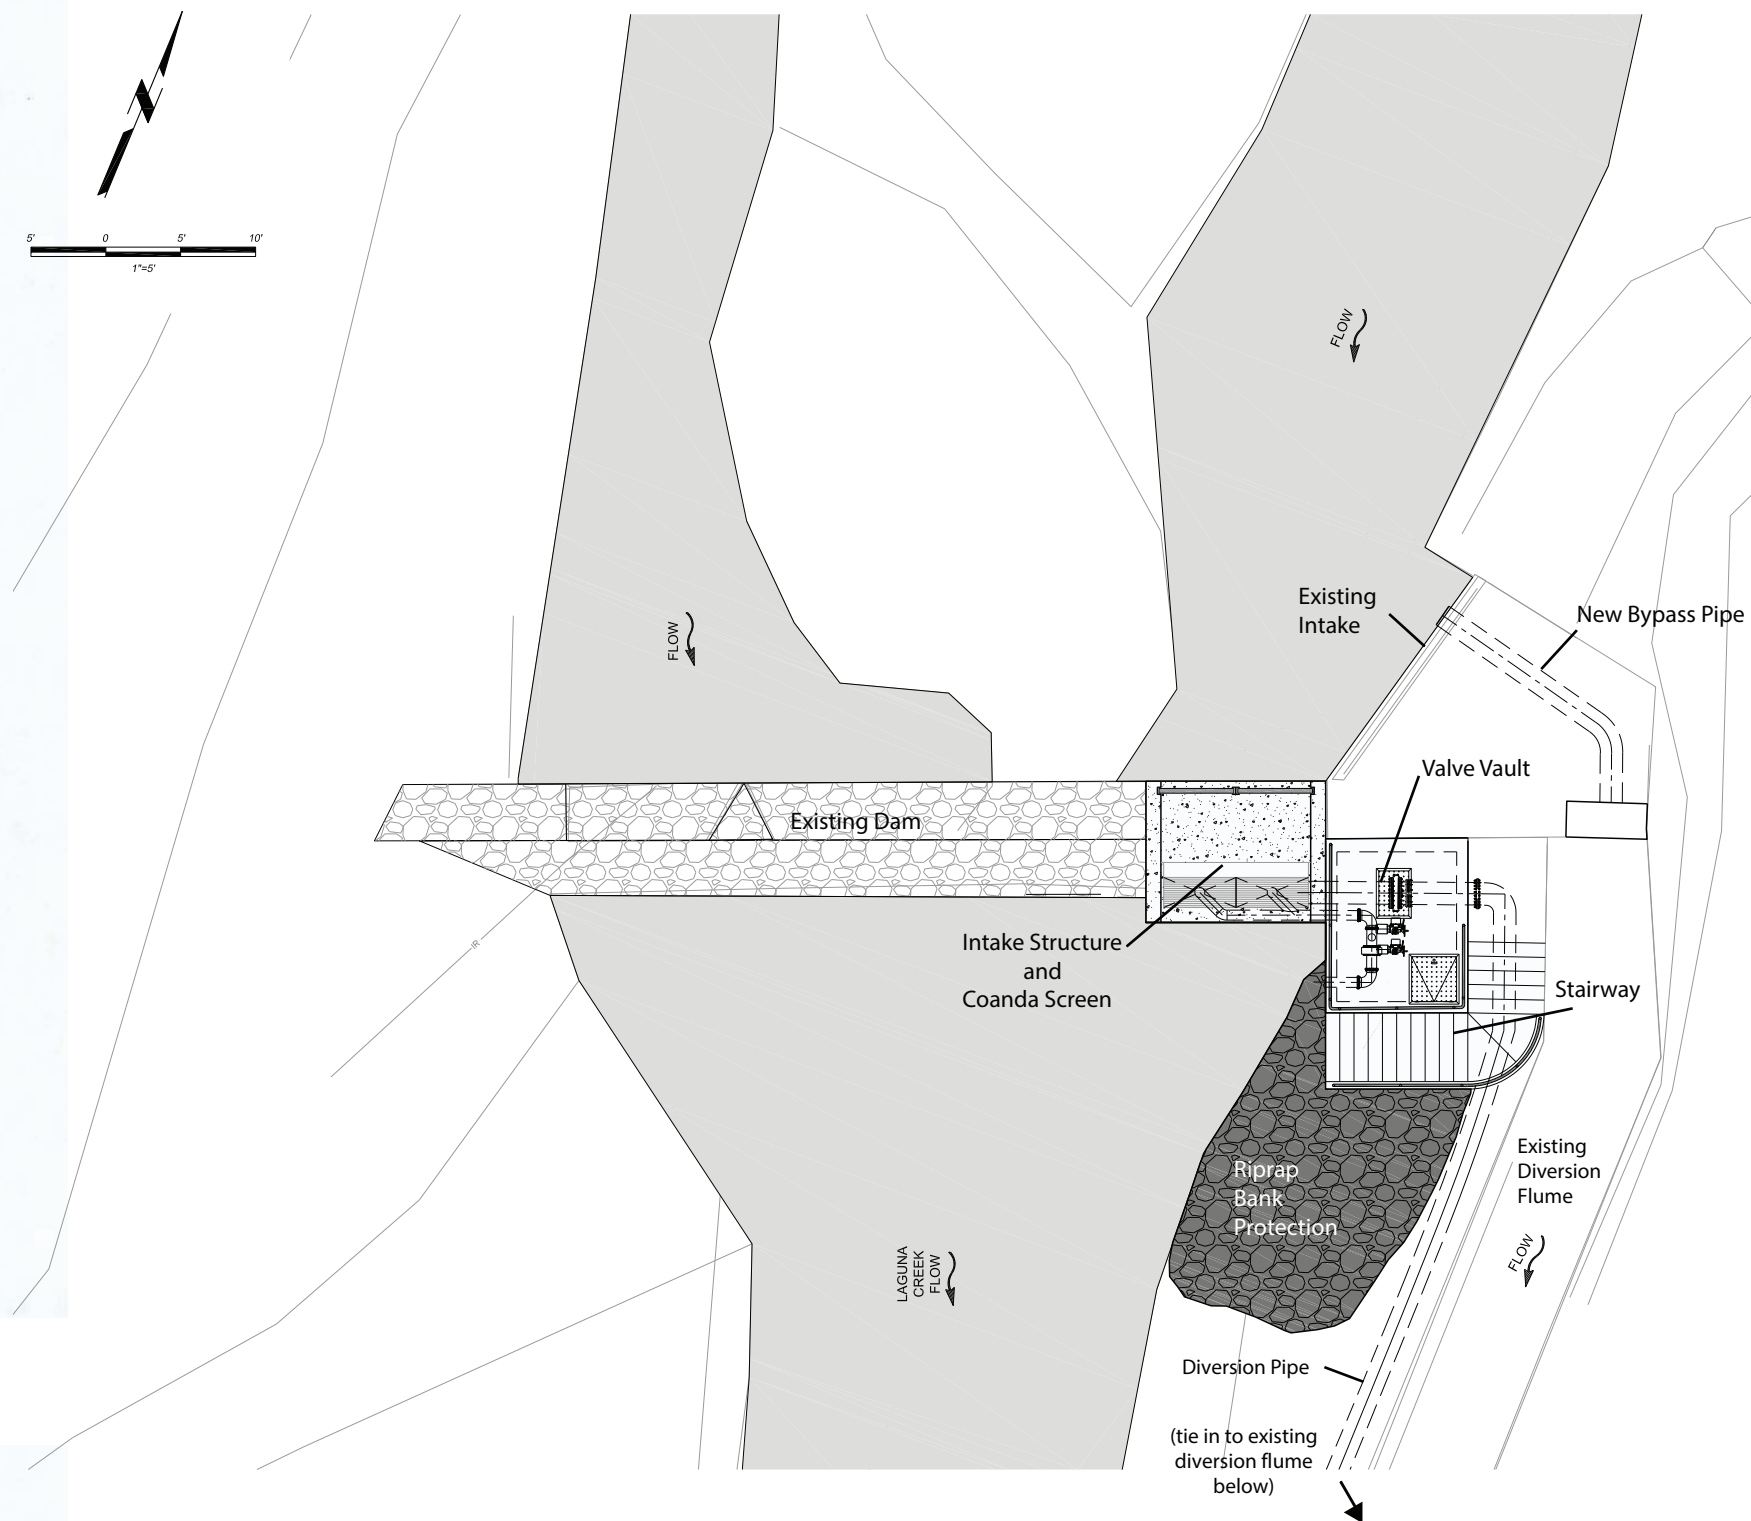 5' 0 5' 10'
1"=5'
FLOW
Existing
Intake
New Bypass Pipe
FLOW
Valve Vault
Existing Dam
Intake Structure
and
Coanda Screen
IR
Stairway
Existing
Diversion
Flume
Riprap
Bank
Protection
FLOW
LAGUNA
CREEK
FLOW
Diversion Pipe
(tie in to existing
diversion flume
below)